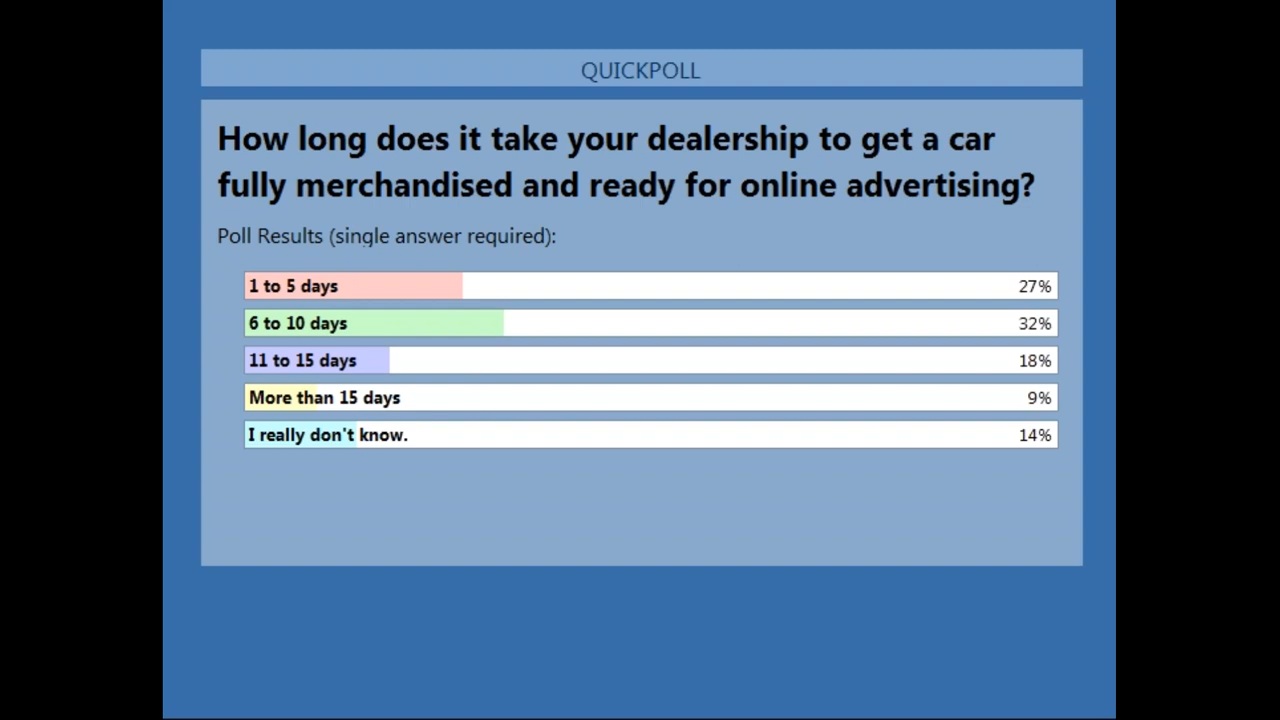 QUICKPOLL
How long does it take your dealership to get a car
fully merchandised and ready for online advertising?
Poll Results (single answer required):
1 to 5 days 27%
6 to 10 days 32%
11 to 15 days 18%
More than 15 days 9%
I really don't know. 14%